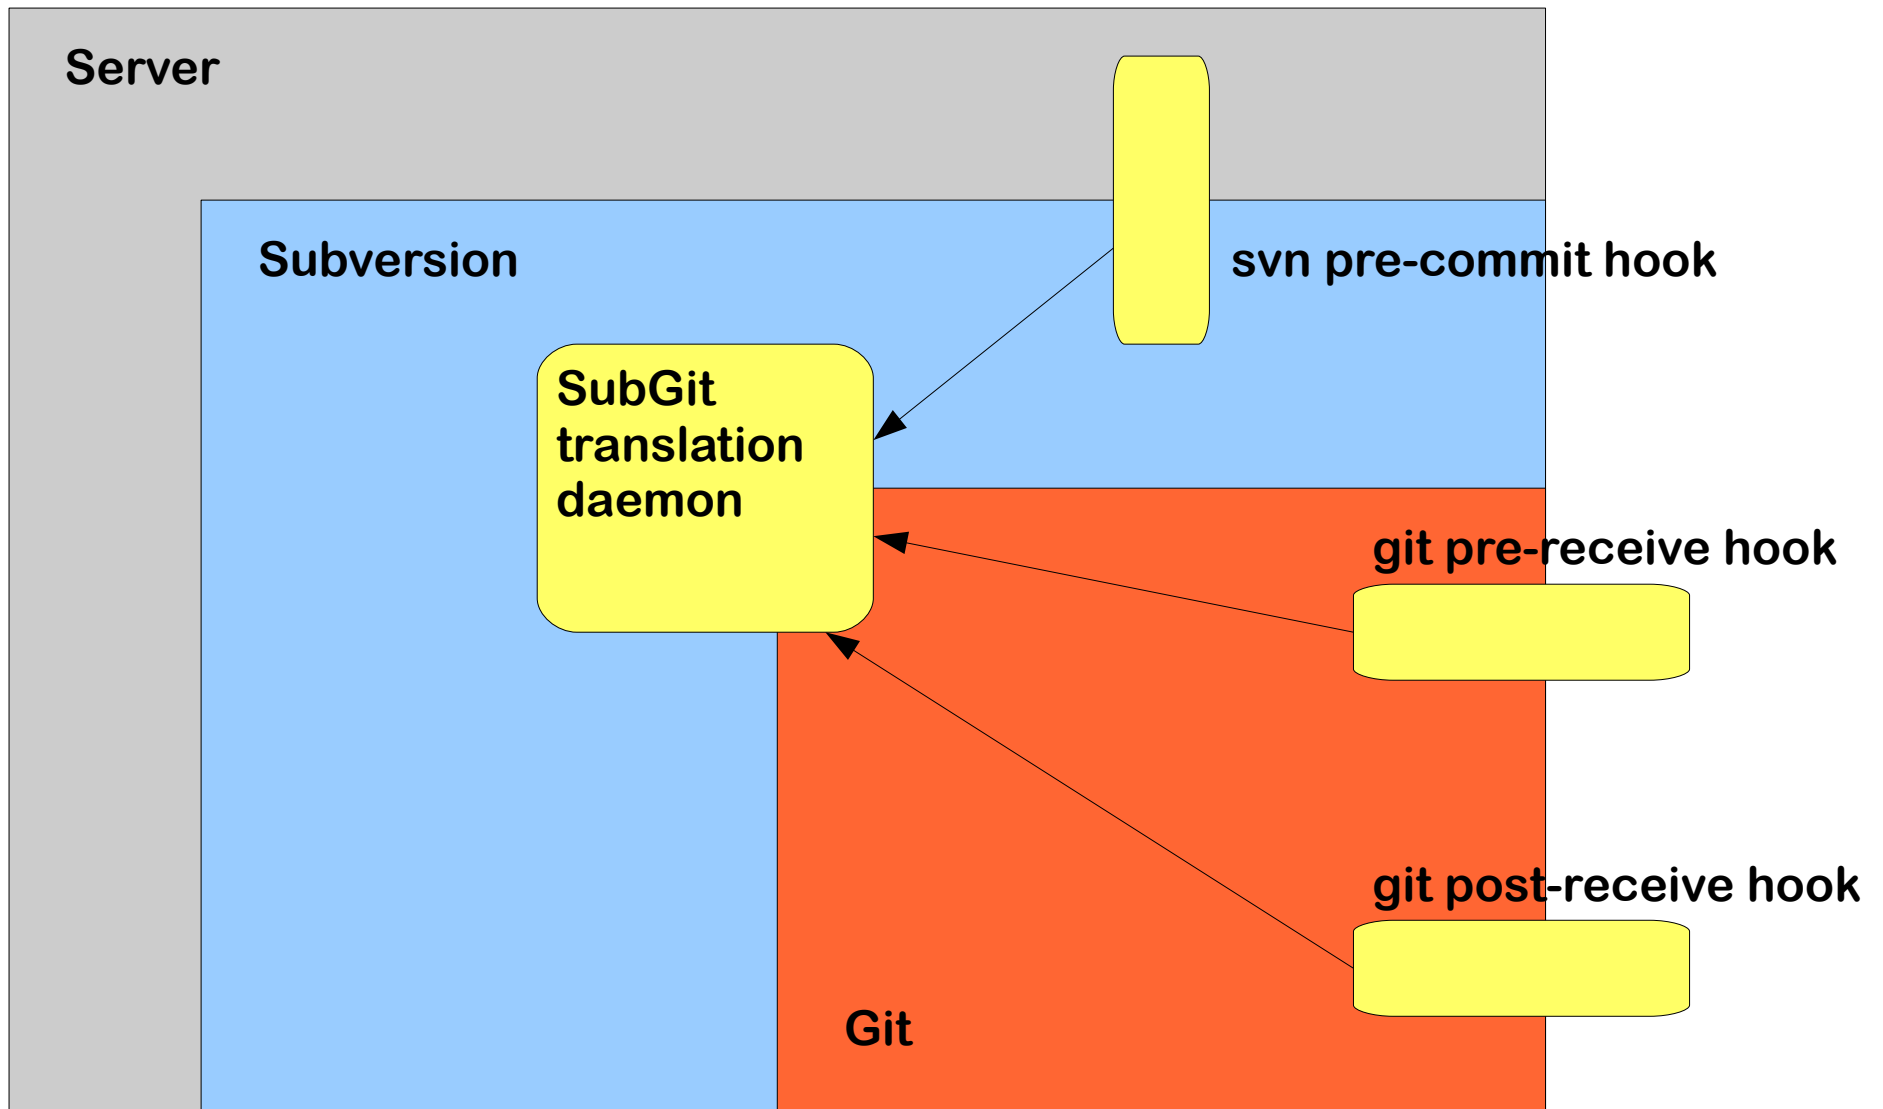 Server
Subversion
svn pre-commit hook
SubGit
translation
daemon
git pre-receive hook
git post-receive hook
Git